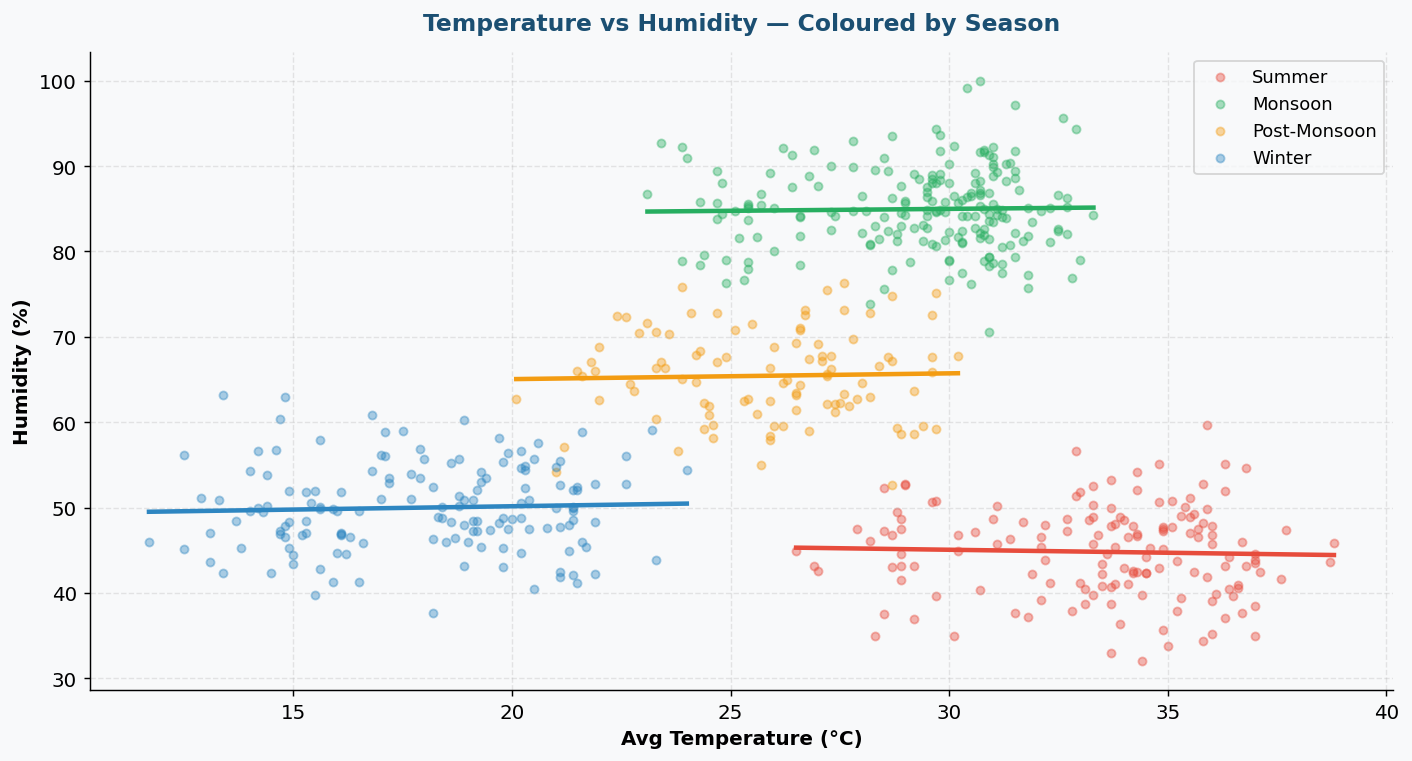 Temperature vs Humidity — Coloured by Season
Summer
Monsoon
Post-Monsoon
Winter
Humidity (%)
100
90
80
70
60
50
40
30
15 20 25 30 35 40
Avg Temperature (°C)